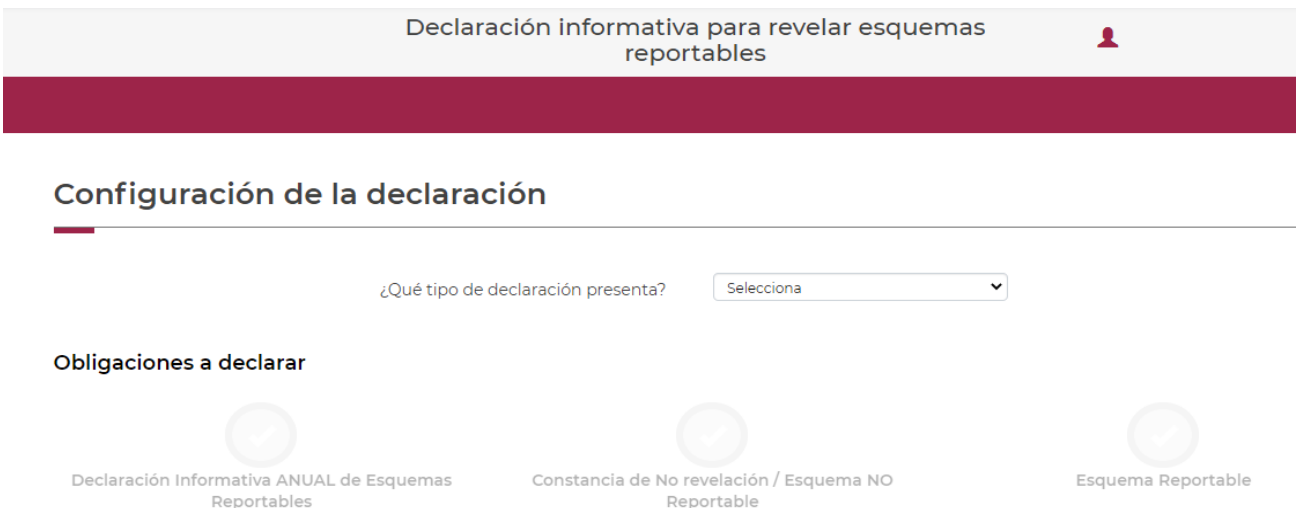 Declaración informativa para revelar esquemas
reportables
Configuración de la declaración
¿Qué tipo de declaración presenta? Selecciona
Obligaciones a declarar
Declaración Informativa ANUAL de Esquemas
Reportables
Constancia de No revelación / Esquema NO
Reportable
Esquema Reportable